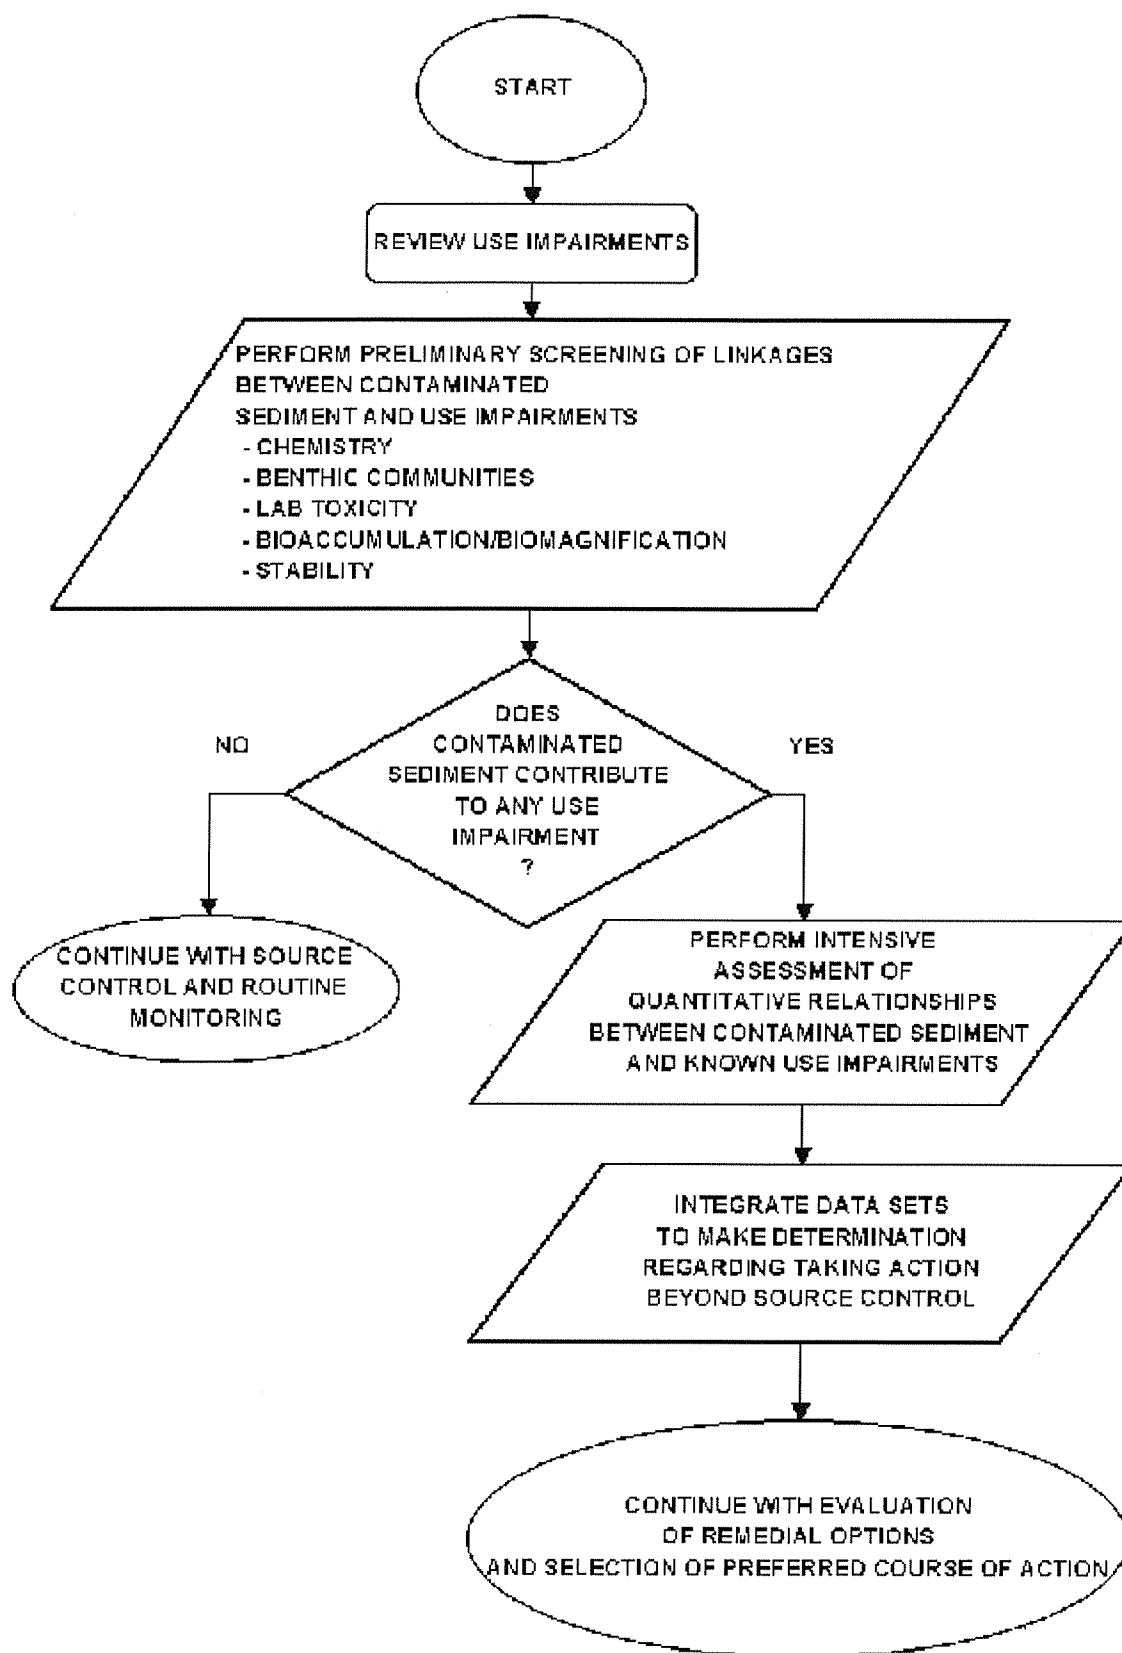 START
REVIEW USE IMPAIRMENTS
PERFORM PRELIMINARY SCREENING OF LINKAGES
BETWEEN CONTAMINATED
SEDIMENT AND USE IMPAIRMENTS
- CHEMISTRY
- BENTHIC COMMUNITIES
- LAB TOXICITY
- BIOACCUMULATION/BIOMAGNIFICATION
- STABILITY
DOES
CONTAMINATED
SEDIMENT CONTRIBUTE
TO ANY USE
IMPAIRMENT
?
NO
YES
CONTINUE WITH SOURCE
CONTROL AND ROUTINE
MONITORING
PERFORM INTENSIVE
ASSESSMENT OF
QUANTITATIVE RELATIONSHIPS
BETWEEN CONTAMINATED SEDIMENT
AND KNOWN USE IMPAIRMENTS
INTEGRATE DATA SETS
TO MAKE DETERMINATION
REGARDING TAKING ACTION
BEYOND SOURCE CONTROL
CONTINUE WITH EVALUATION
OF REMEDIAL OPTIONS
AND SELECTION OF PREFERRED COURSE OF ACTION